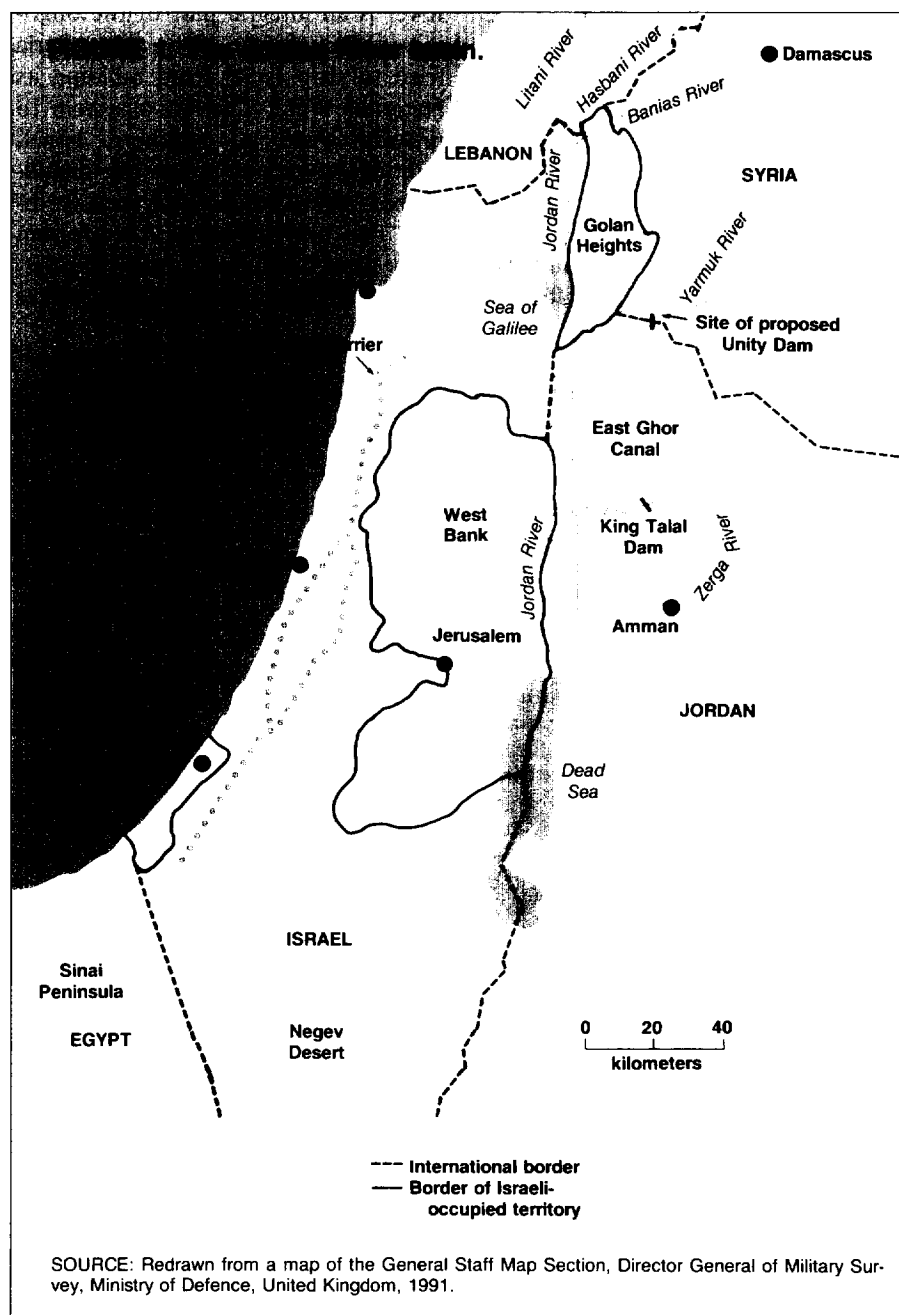 Litani River
Hasbani River
Damascus
Banias River
LEBANON
SYRIA
Jordan River
Golan
Heights
Yarmuk River
Sea of
Galilee
Site of proposed
Unity Dam
East Ghor
Canal
West
Bank
Jordan River
King Talal
Dam
Zerga River
Amman
Jerusalem
JORDAN
Dead
Sea
ISRAEL
Sinai
Peninsula
EGYPT
Negev
Desert
0 20 40
kilometers
International border
Border of Israeli-
occupied territory
SOURCE: Redrawn from a map of the General Staff Map Section, Director General of Military Sur-
vey, Ministry of Defence, United Kingdom, 1991.